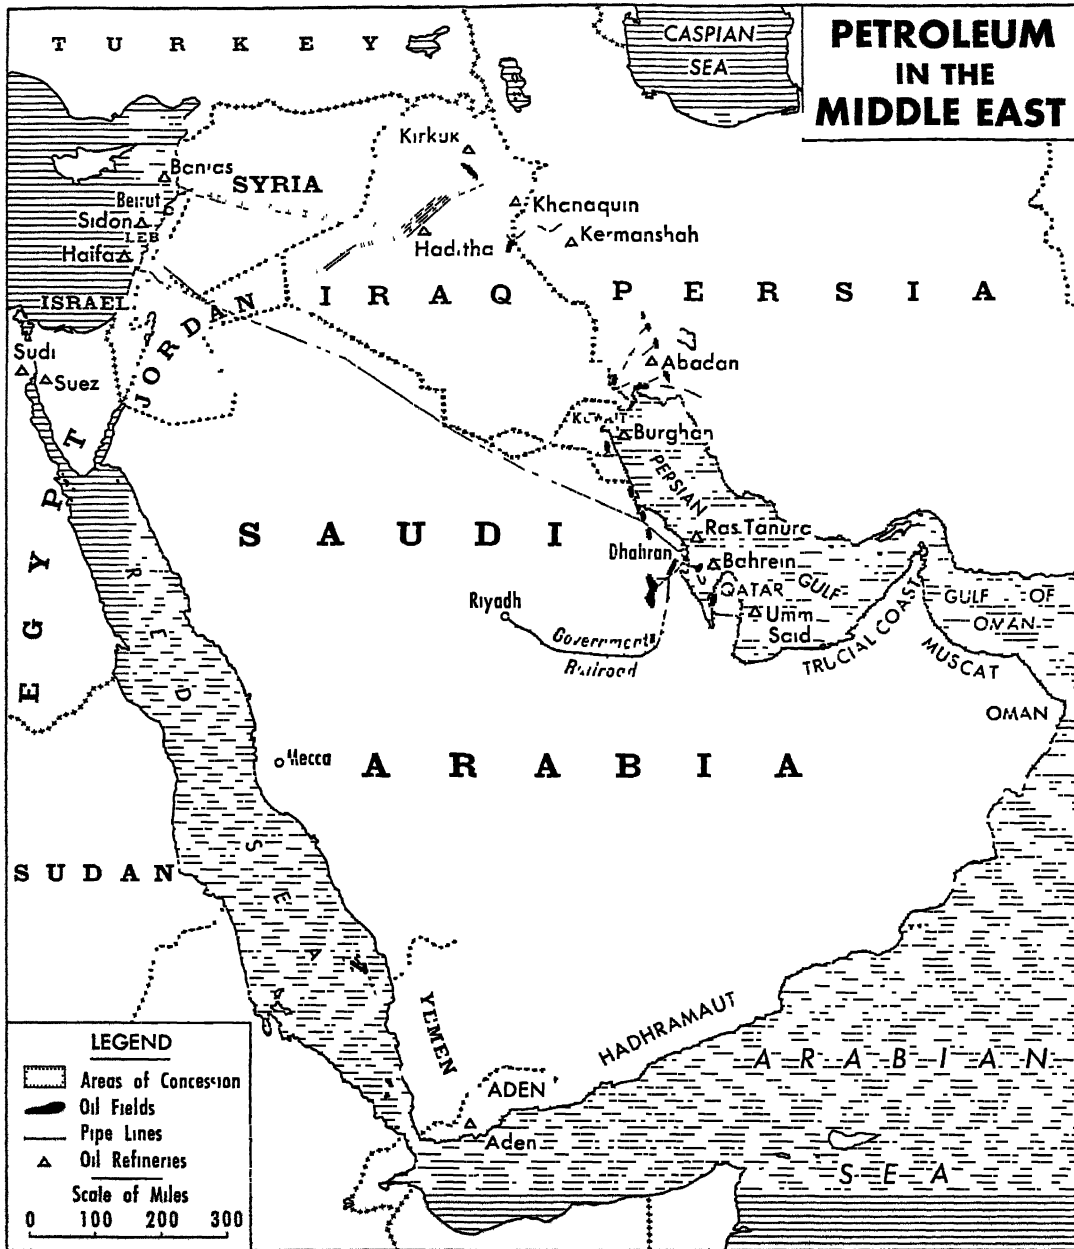 PETROLEUM
IN THE
MIDDLE EAST
TURKEY
CASPIAN
SEA
Kirkuk
Banias
SYRIA
Beirut
Sidon
LEB
Haifa
Khanaquin
Kermanshah
Haditha
ISRAEL
JORDAN
IRAQ
PERSIA
Sudi
Suez
Abadan
Burghan
EGYPT
PERSIAN
GULF
SAUDI
ARABIA
Ras Tanura
Dhahran
Bahrein
QATAR
Umm
Said
Riyadh
Government
Railroad
TRUCIAL COAST
GULF OF
OMAN
MUSCAT
OMAN
RED
SEA
Mecca
SUDAN
YEMEN
HADHRAMAUT
ADEN
Aden
ARABIAN
SEA
LEGEND
Areas of Concession
Oil Fields
Pipe Lines
Oil Refineries
Scale of Miles
0 100 200 300